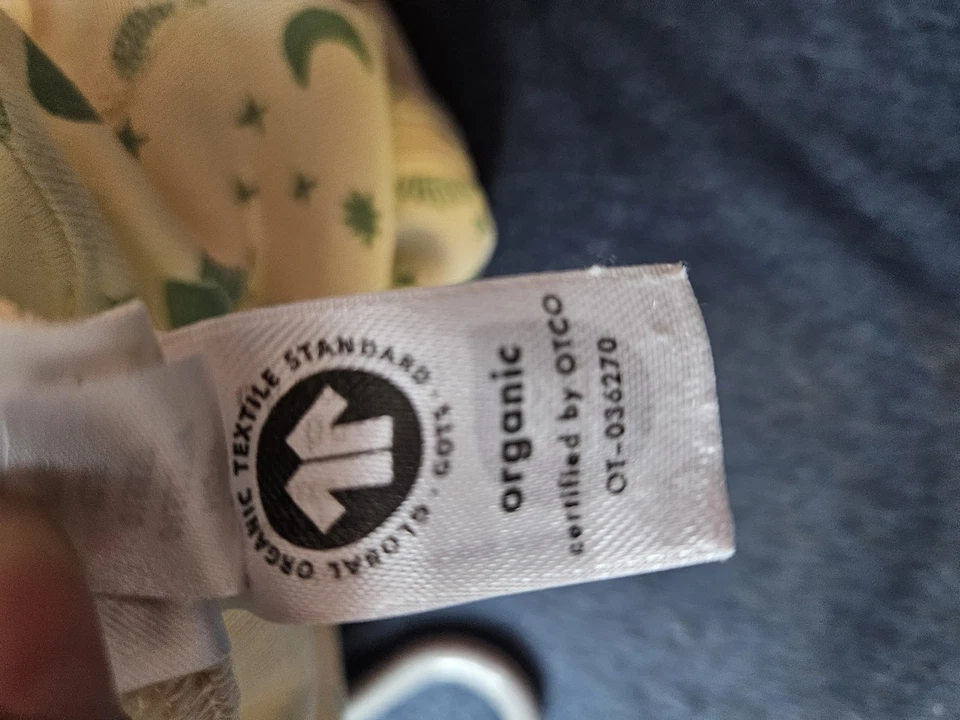 GLOBAL ORGANIC TEXTILE STANDARD · GOTS ·
organic
certified by OTCO
OT-036270